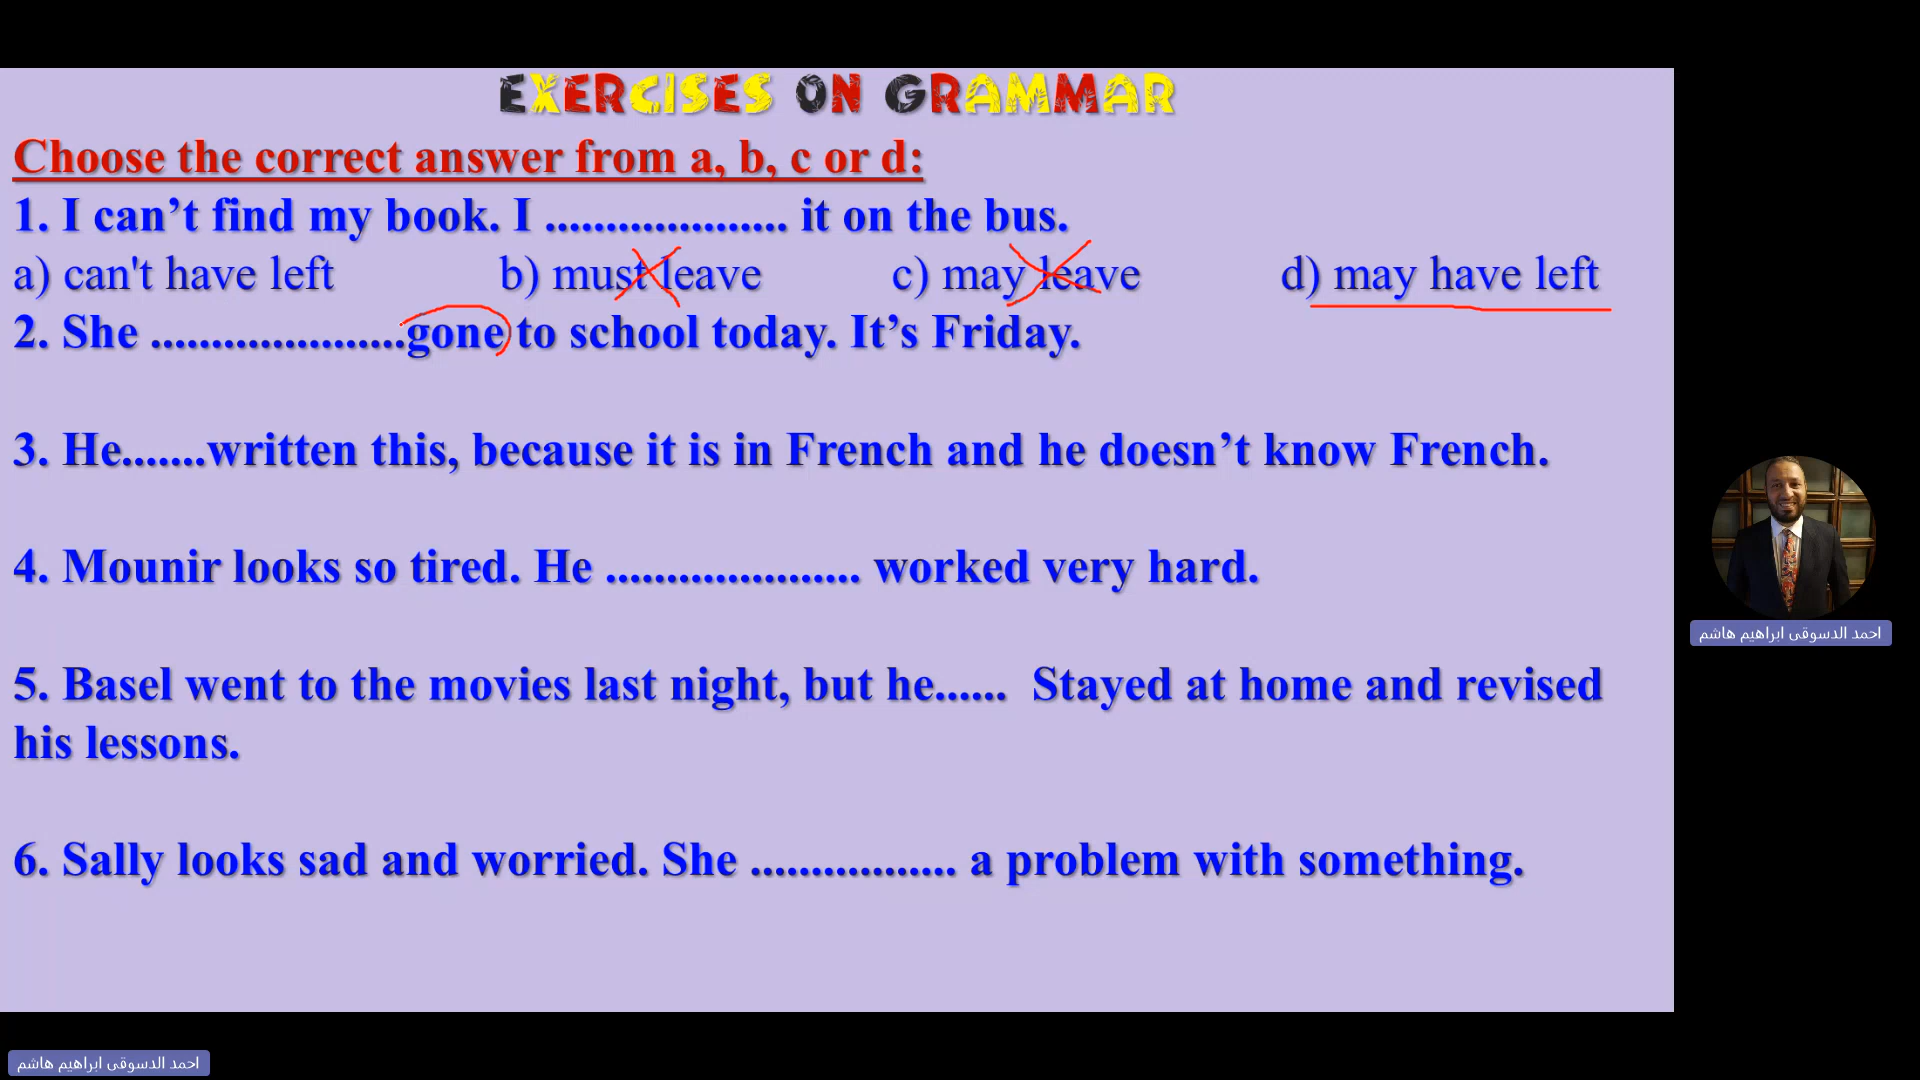 EXERCISES ON GRAMMAR
Choose the correct answer from a, b, c or d:
1. I can’t find my book. I .................... it on the bus.
a) can't have left b) must leave c) may leave d) may have left
2. She .....................gone to school today. It’s Friday.
3. He.......written this, because it is in French and he doesn’t know French.
4. Mounir looks so tired. He ..................... worked very hard.
5. Basel went to the movies last night, but he...... Stayed at home and revised
his lessons.
6. Sally looks sad and worried. She ................. a problem with something.
احمد الدسوقى ابراهيم هاشم
احمد الدسوقى ابراهيم هاشم